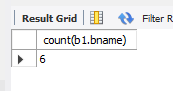 Result Grid Filter R
count(b1.bname)
6